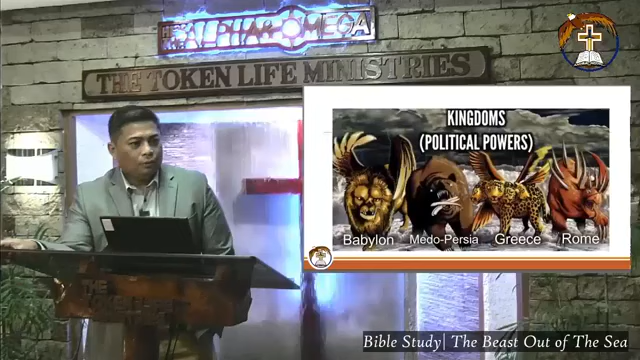 ALPHA & OMEGA
THE TOKEN LIFE MINISTRIES
KINGDOMS
(POLITICAL POWERS)
Babylon Medo-Persia Greece Rome
THE
Bible Study| The Beast Out of The Sea